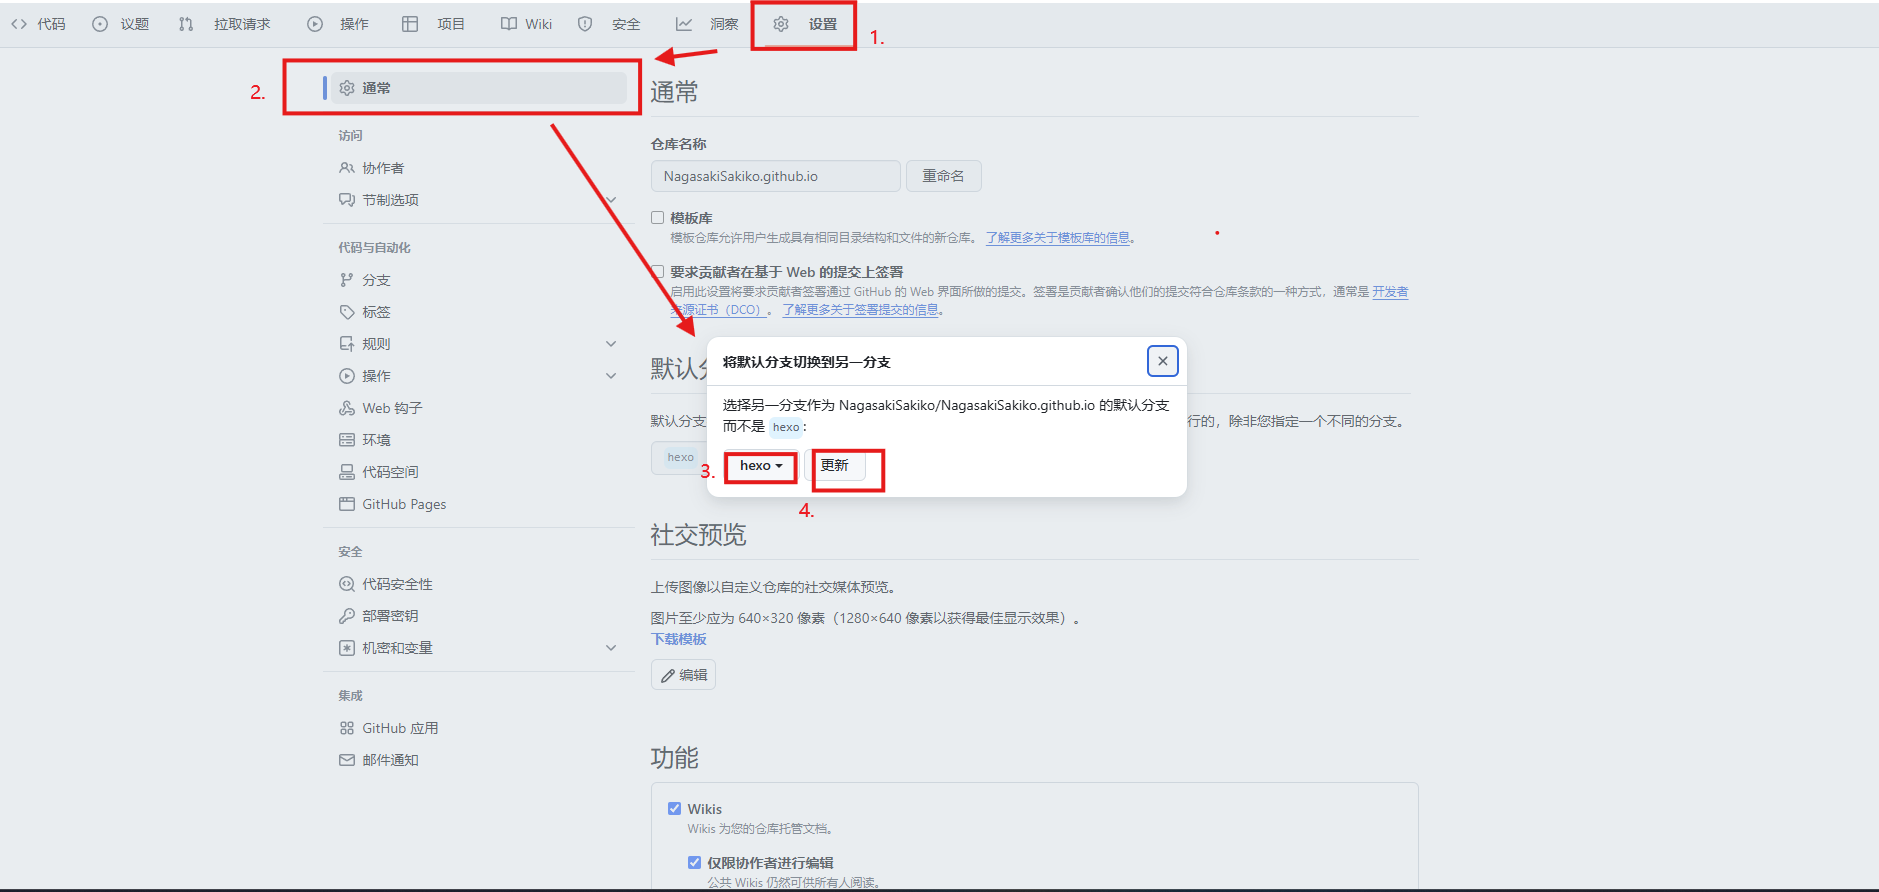 代码 议题 拉取请求 操作 项目 Wiki 安全 洞察 设置
1.
2.
通常
访问
协作者
节制选项
代码与自动化
分支
标签
规则
操作
Web 钩子
环境
代码空间
GitHub Pages
安全
代码安全性
部署密钥
机密和变量
集成
GitHub 应用
邮件通知
通常
仓库名称
NagasakiSakiko.github.io 重命名
模板库
模板仓库允许用户生成具有相同目录结构和文件的新仓库。 了解更多关于模板库的信息。
要求贡献者在基于 Web 的提交上签署
启用此设置将要求贡献者签署通过 GitHub 的 Web 界面所做的提交。签署是贡献者确认他们的提交符合仓库条款的一种方式，通常是 开发者
来源证书（DCO）。 了解更多关于签署提交的信息。
默认分
默认分支
行的，除非您指定一个不同的分支。
hexo
将默认分支切换到另一分支
选择另一分支作为 NagasakiSakiko/NagasakiSakiko.github.io 的默认分支
而不是 hexo:
3. hexo 更新
4.
社交预览
上传图像以自定义仓库的社交媒体预览。
图片至少应为 640×320 像素（1280×640 像素以获得最佳显示效果）。
下载模板
编辑
功能
Wikis
Wikis 为您的仓库托管文档。
仅限协作者进行编辑
公共 Wikis 仍然可供所有人阅读。